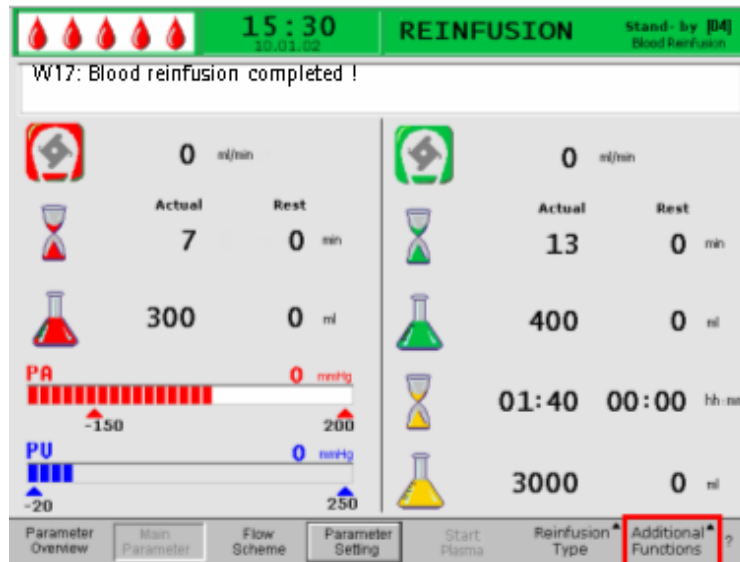 15:30
10.01.02
REINFUSION
Stand- by [04]
Blood Reinfusion
W17: Blood reinfusion completed !
0 ml/min
Actual Rest
7 0 min
300 0 ml
PA 0 mmHg
-150 200
PV 0 mmHg
-20 250
0 ml/min
Actual Rest
13 0 min
400 0 ml
01:40 00:00 hh:mm
3000 0 ml
Parameter Overview
Main Parameter
Flow Scheme
Parameter Setting
Start Plasma
Reinfusion Type
Additional Functions
?